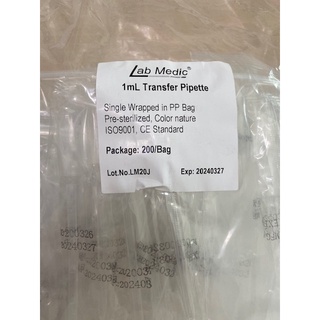 Lab Medic®
1mL Transfer Pipette
Single Wrapped in PP Bag
Pre-sterilized, Color nature
ISO9001, CE Standard
Package: 200/Bag
Lot.No.LM20J Exp: 20240327